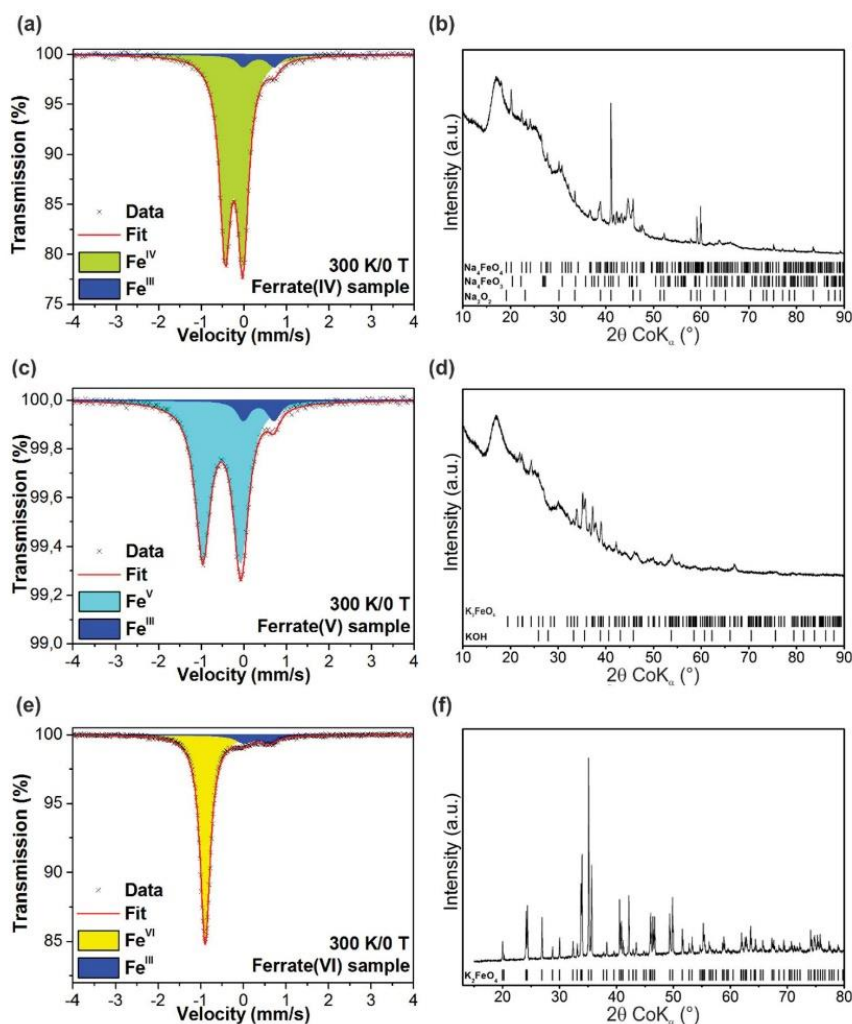 (a)
100
95
90
85
80
75
Transmission (%)
Data
Fit
Fe^IV
Fe^III
300 K/0 T
Ferrate(IV) sample
-4 -3 -2 -1 0 1 2 3 4
Velocity (mm/s)
(b)
Intensity (a.u.)
Na₄FeO₄
Na₄FeO₃
Na₂O₂
10 20 30 40 50 60 70 80 90
2θ CoKα (°)
(c)
100,0
99,8
99,6
99,4
99,2
99,0
Transmission (%)
Data
Fit
Fe^V
Fe^III
300 K/0 T
Ferrate(V) sample
-4 -3 -2 -1 0 1 2 3 4
Velocity (mm/s)
(d)
Intensity (a.u.)
KOH
10 20 30 40 50 60 70 80 90
2θ CoKα (°)
(e)
100
95
90
85
Transmission (%)
Data
Fit
Fe^VI
Fe^III
300 K/0 T
Ferrate(VI) sample
-4 -3 -2 -1 0 1 2 3 4
Velocity (mm/s)
(f)
Intensity (a.u.)
K₂FeO₄
20 30 40 50 60 70 80
2θ CoKα (°)